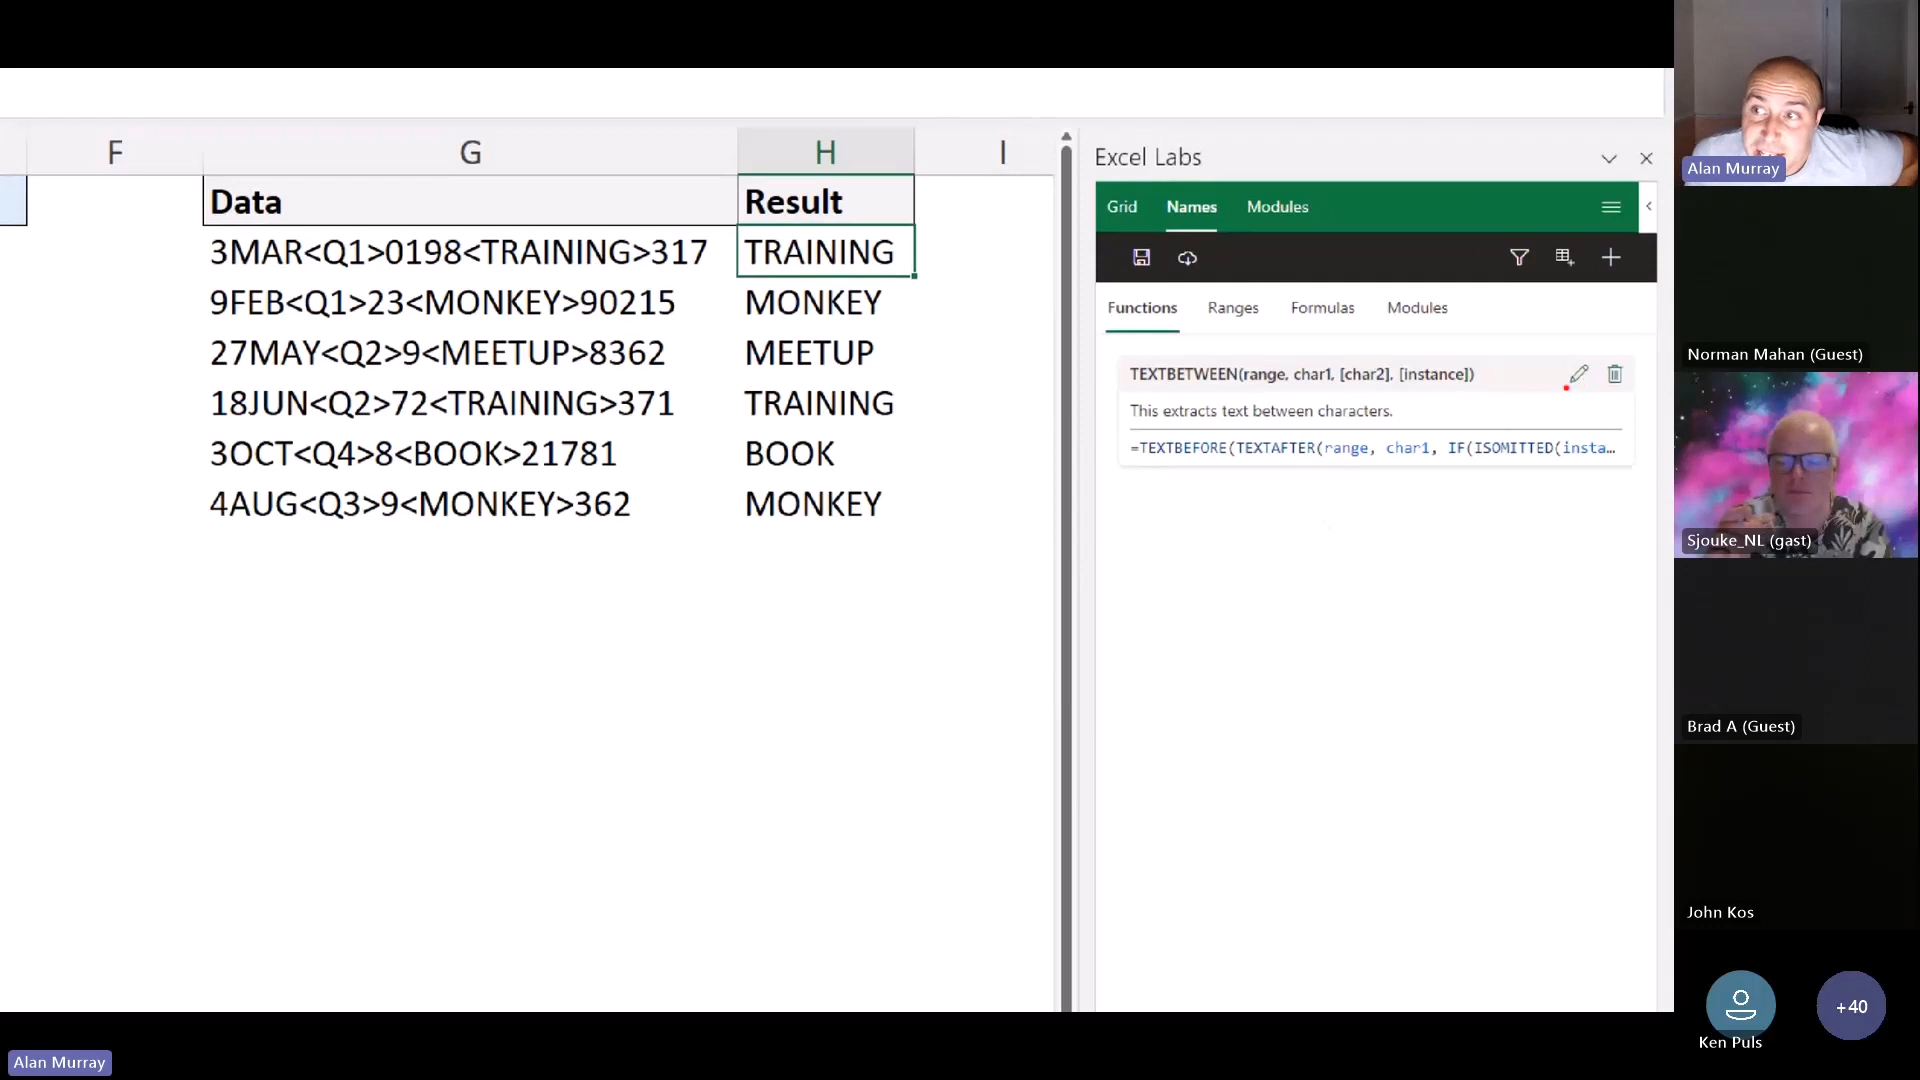 F G H I
Data Result
3MAR<Q1>0198<TRAINING>317 TRAINING
9FEB<Q1>23<MONKEY>90215 MONKEY
27MAY<Q2>9<MEETUP>8362 MEETUP
18JUN<Q2>72<TRAINING>371 TRAINING
3OCT<Q4>8<BOOK>21781 BOOK
4AUG<Q3>9<MONKEY>362 MONKEY
Excel Labs
Grid Names Modules
Functions Ranges Formulas Modules
TEXTBETWEEN(range, char1, [char2], [instance])
This extracts text between characters.
=TEXTBEFORE(TEXTAFTER(range, char1, IF(ISOMITTED(insta...
Alan Murray
Norman Mahan (Guest)
Sjouke_NL (gast)
Brad A (Guest)
John Kos
Ken Puls
+40
Alan Murray